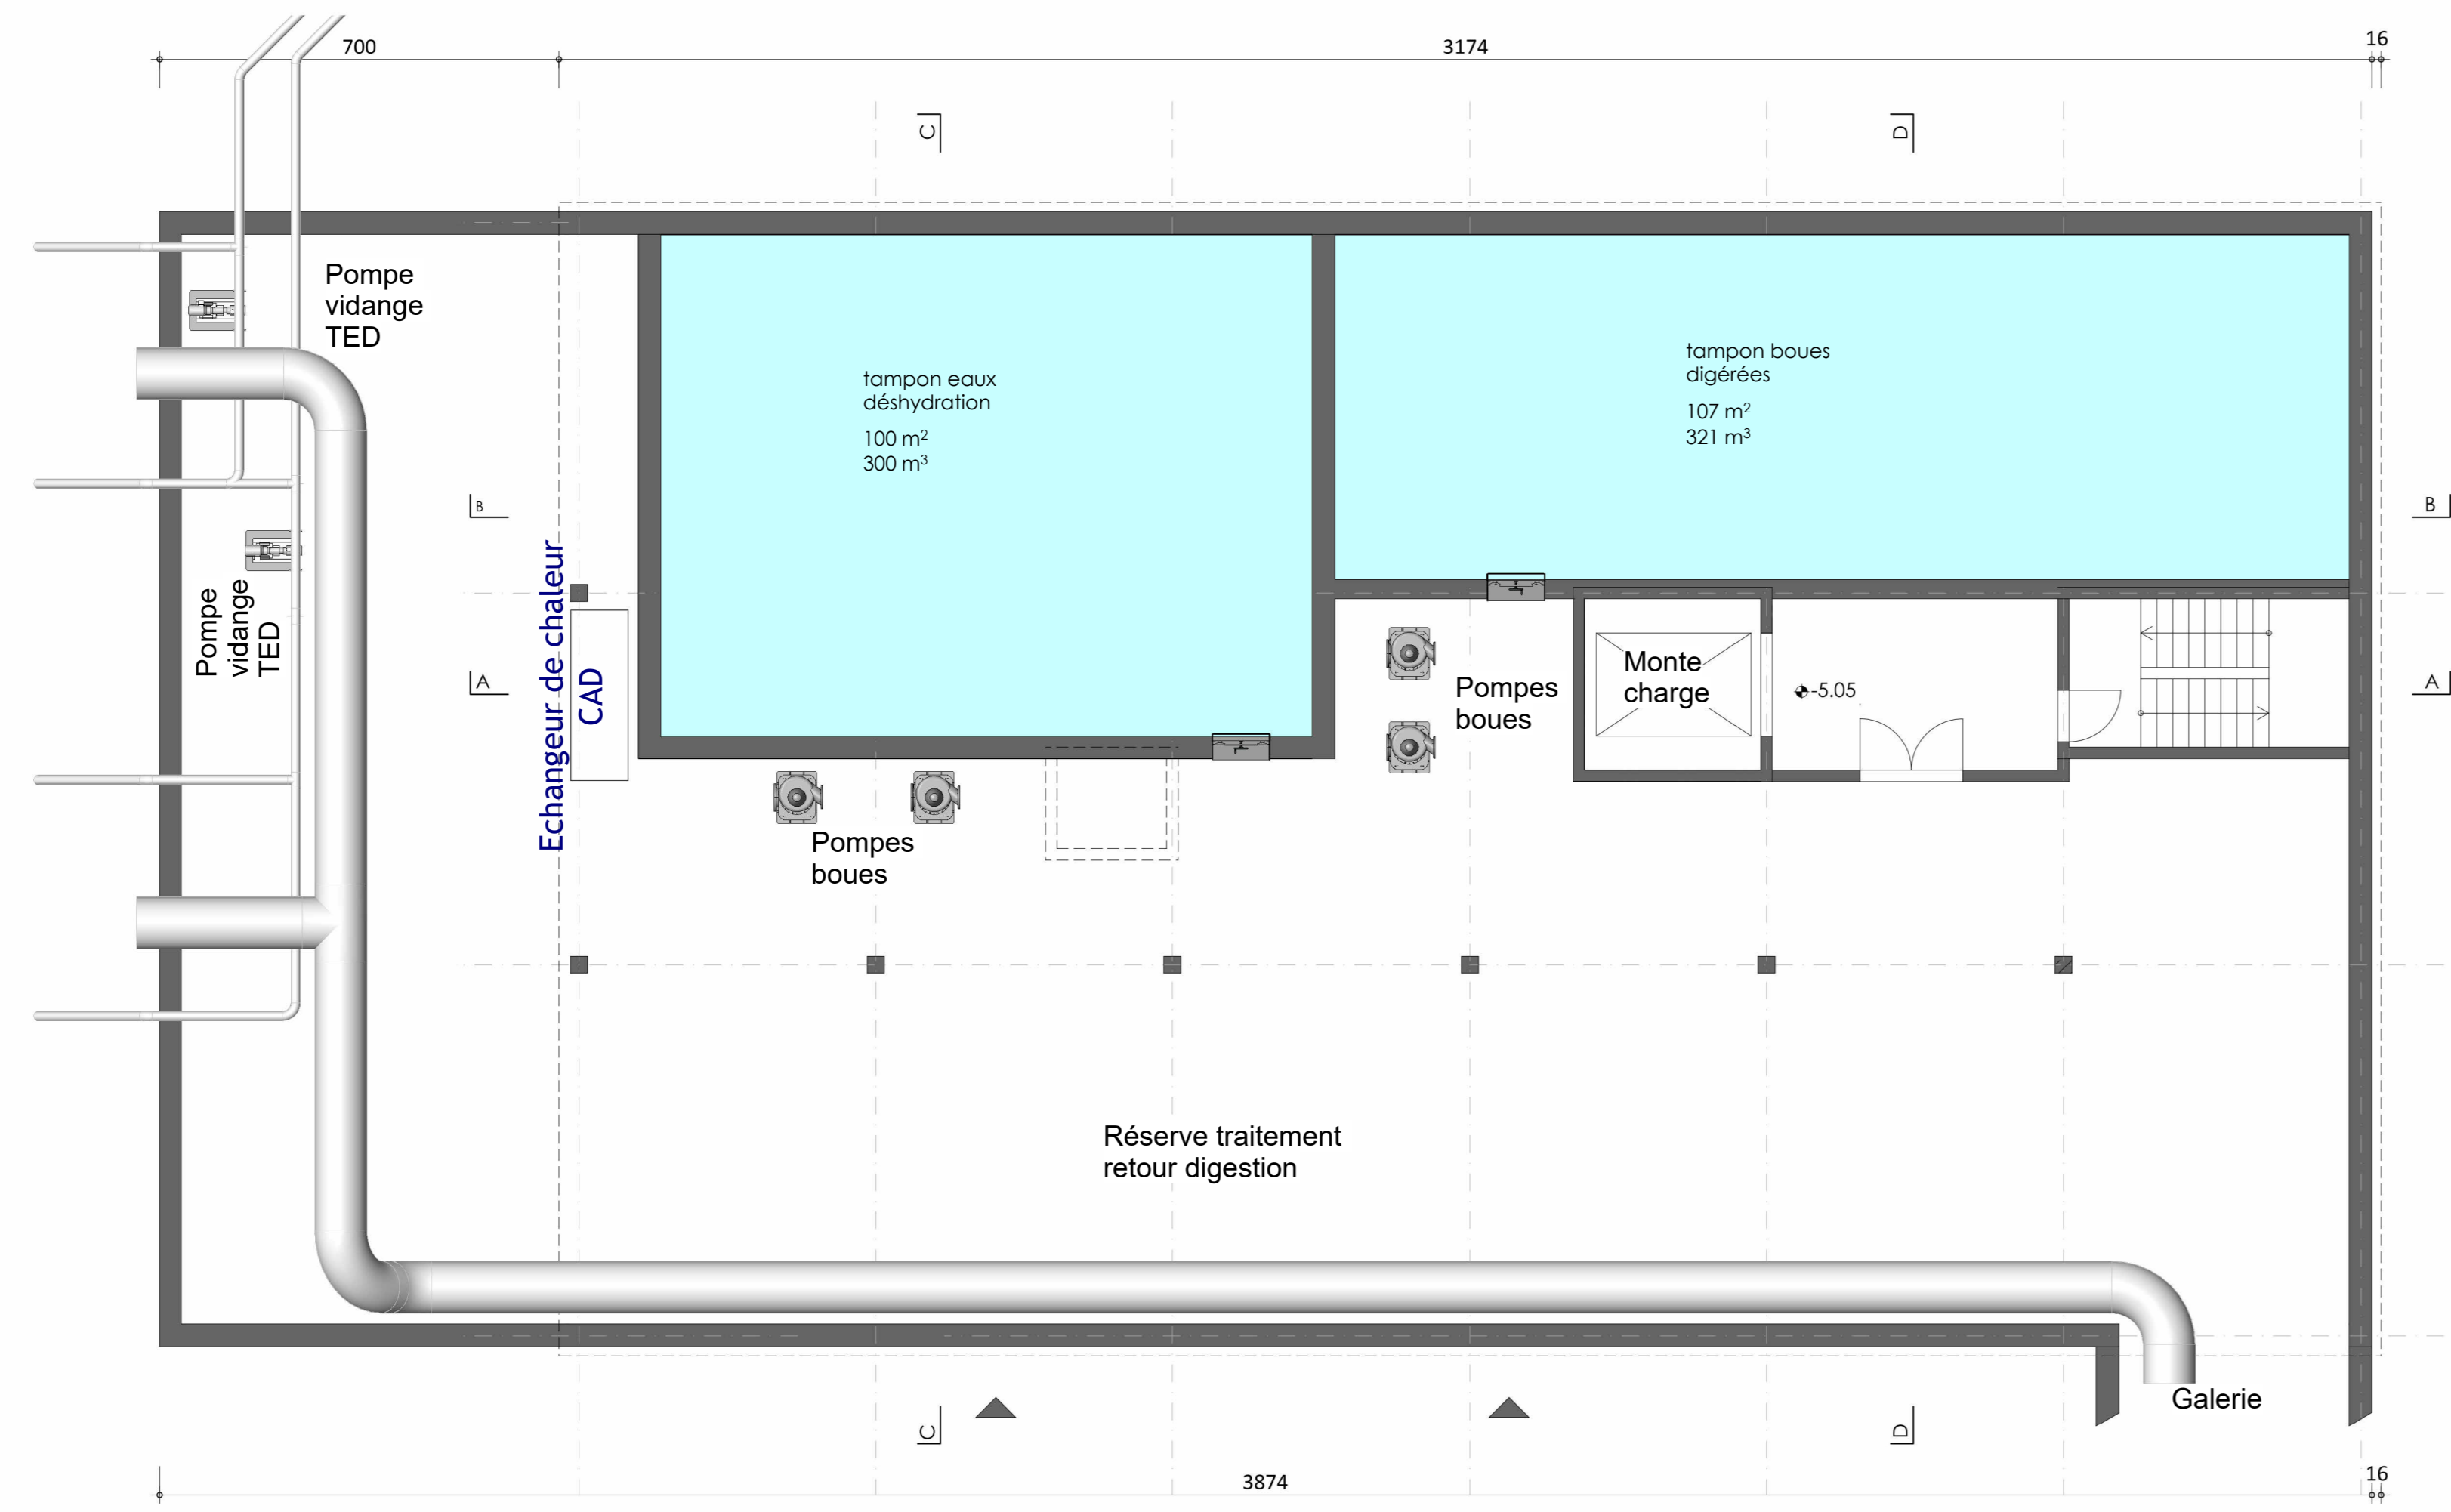 700
3174
16
C
D
Pompe
vidange
TED
tampon eaux
déshydration
100 m²
300 m³
tampon boues
digérées
107 m²
321 m³
B
B
Pompe
vidange
TED
Echangeur de chaleur
CAD
A
A
Pompes
boues
Monte
charge
-5.05
Pompes
boues
Réserve traitement
retour digestion
Galerie
C
D
3874
16